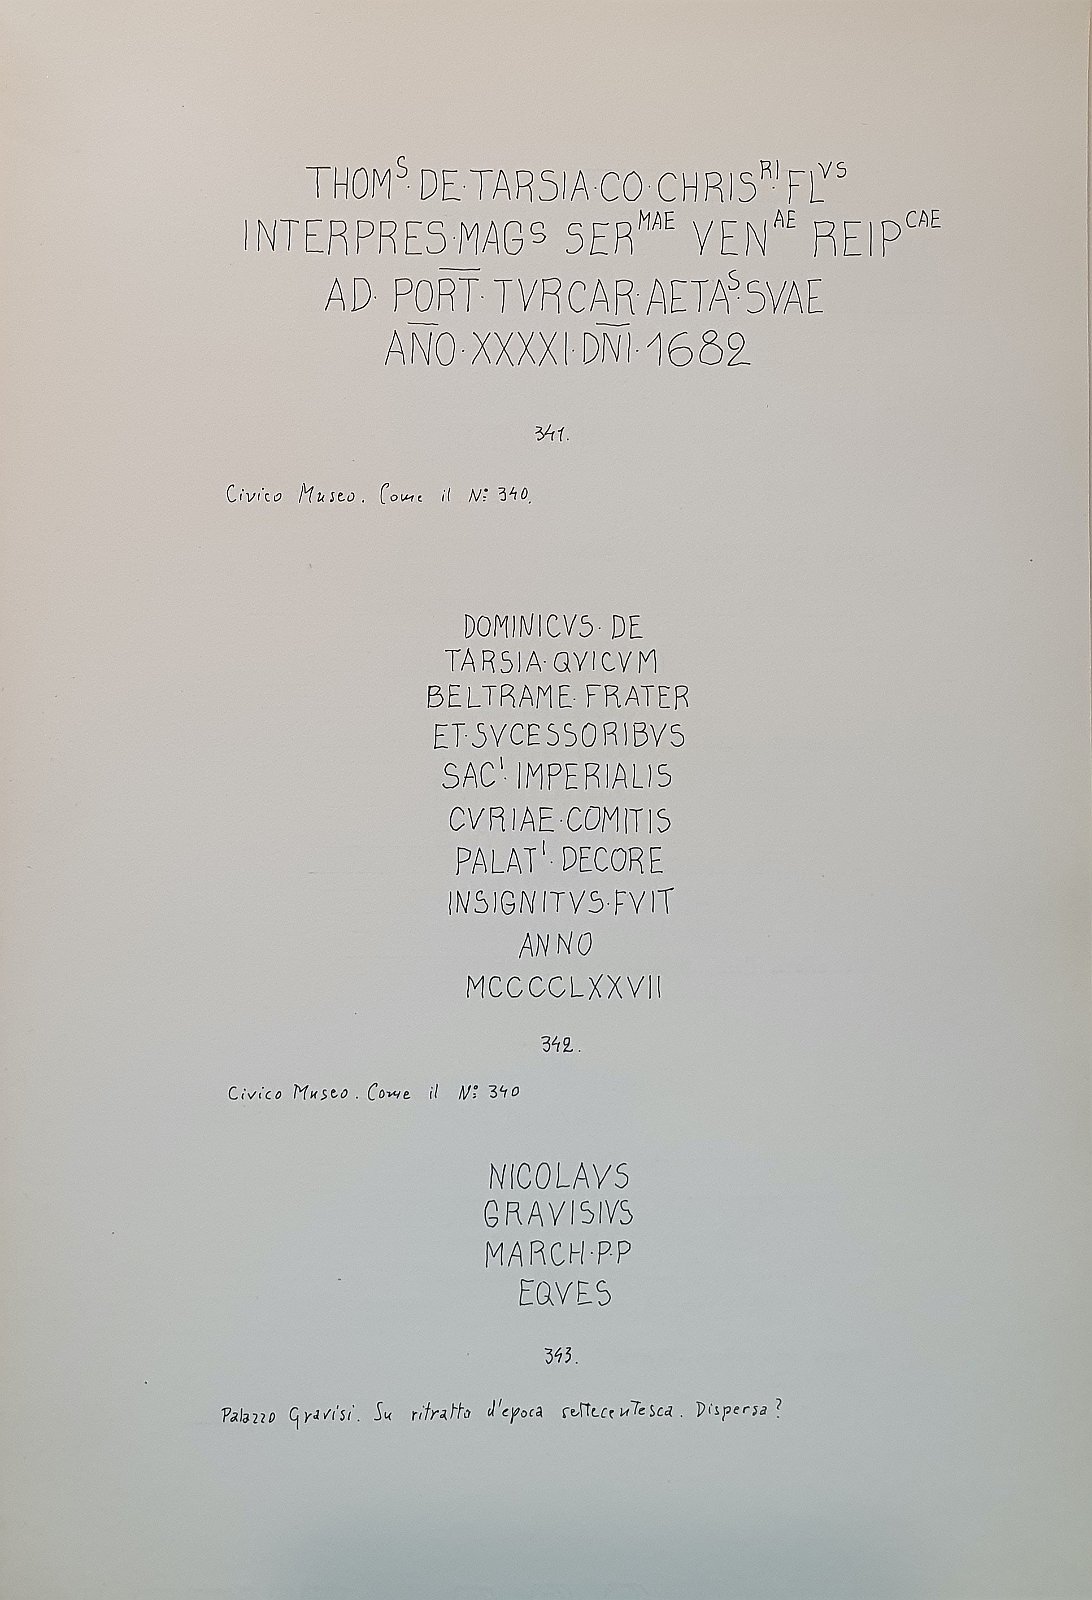 THOMˢ· DE·TARSIA·CO·CHRISᴿᴵ·FLⱽˢ
INTERPRES·MAGS SERᴹᴬᴱ VENᴬᴱ REIPᶜᴬᴱ
AD· PORT̅·TVRCAR·AETAˢ·SVAE
AN̅O·XXXXI·DN̅I·1682
341.
Civico Museo. Come il N° 340.
DOMINICVS· DE
TARSIA·QVICVM
BELTRAME·FRATER
ET·SVCESSORIBVS
SACᴵ·IMPERIALIS
CVRIAE·COMITIS
PALATᴵ·DECORE
INSIGNITVS·FVIT
ANNO
MCCCCLXXVII
342.
Civico Museo. Come il N° 340
NICOLAVS
GRAVISIVS
MARCH·P·P
EQVES
343.
Palazzo Gravisi. Su ritratto d'epoca settecentesca. Dispersa?